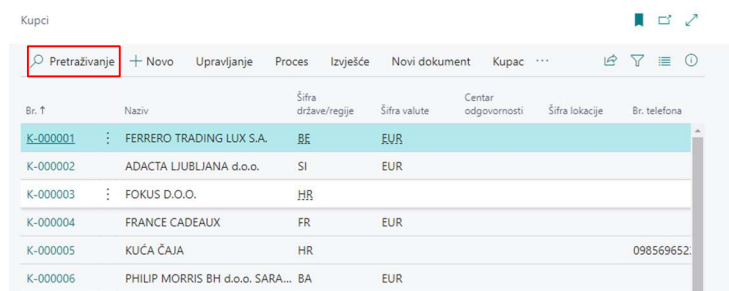 Kupci
Pretraživanje + Novo Upravljanje Proces Izvješće Novi dokument Kupac ...
Br. ↑ Naziv Šifra države/regije Šifra valute Centar odgovornosti Šifra lokacije Br. telefona
K-000001 FERRERO TRADING LUX S.A. BE EUR
K-000002 ADACTA LJUBLJANA d.o.o. SI EUR
K-000003 FOKUS D.O.O. HR
K-000004 FRANCE CADEAUX FR EUR
K-000005 KUĆA ČAJA HR 098569652
K-000006 PHILIP MORRIS BH d.o.o. SARA... BA EUR